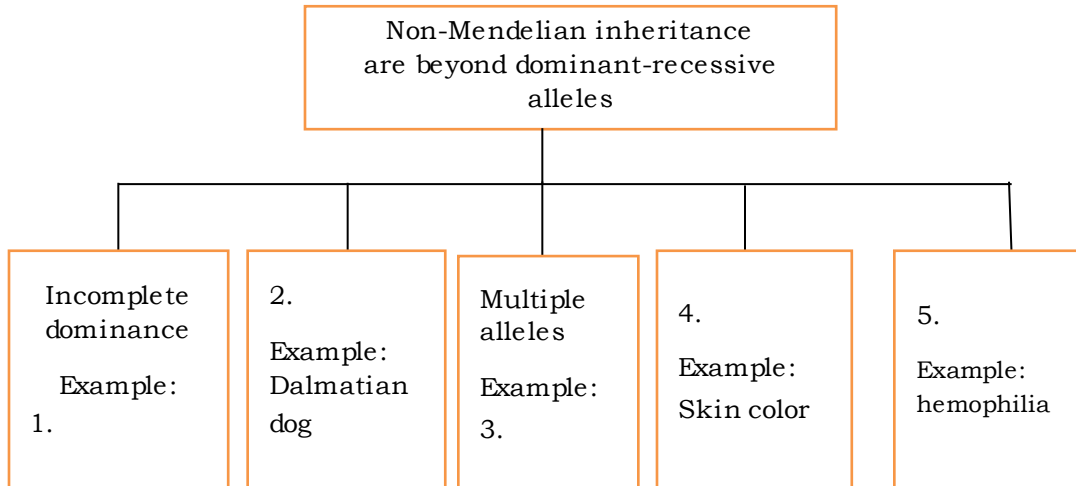 Non-Mendelian inheritance
are beyond dominant-recessive
alleles
Incomplete
dominance
Example:
1.
2.
Example:
Dalmatian
dog
Multiple
alleles
Example:
3.
4.
Example:
Skin color
5.
Example:
hemophilia